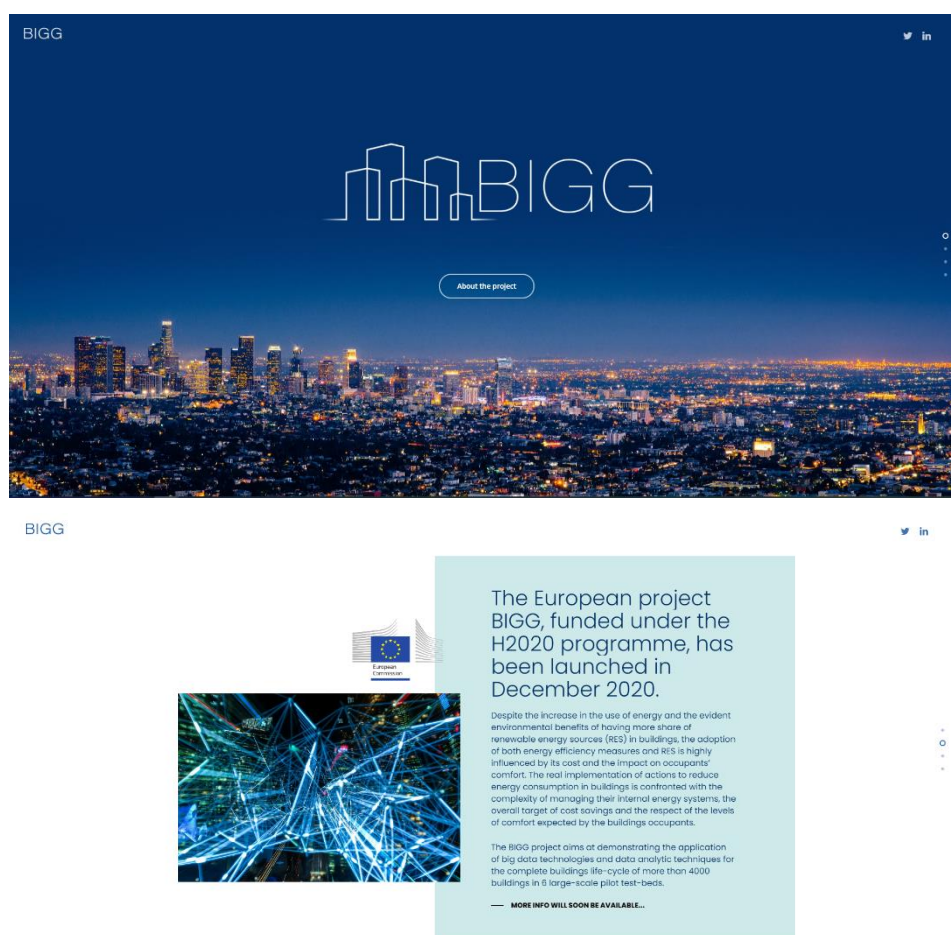 BIGG
in
BIGG
About the project
BIGG
in
European
Commission
The European project
BIGG, funded under the
H2020 programme, has
been launched in
December 2020.
Despite the increase in the use of energy and the evident
environmental benefits of having more share of
renewable energy sources (RES) in buildings, the adoption
of both energy efficiency measures and RES is highly
influenced by its cost and the impact on occupants'
comfort. The real implementation of actions to reduce
energy consumption in buildings is confronted with the
complexity of managing their internal energy systems, the
overall target of cost savings and the respect of the levels
of comfort expected by the buildings occupants.
The BIGG project aims at demonstrating the application
of big data technologies and data analytic techniques for
the complete buildings life-cycle of more than 4000
buildings in 6 large-scale pilot test-beds.
MORE INFO WILL SOON BE AVAILABLE...